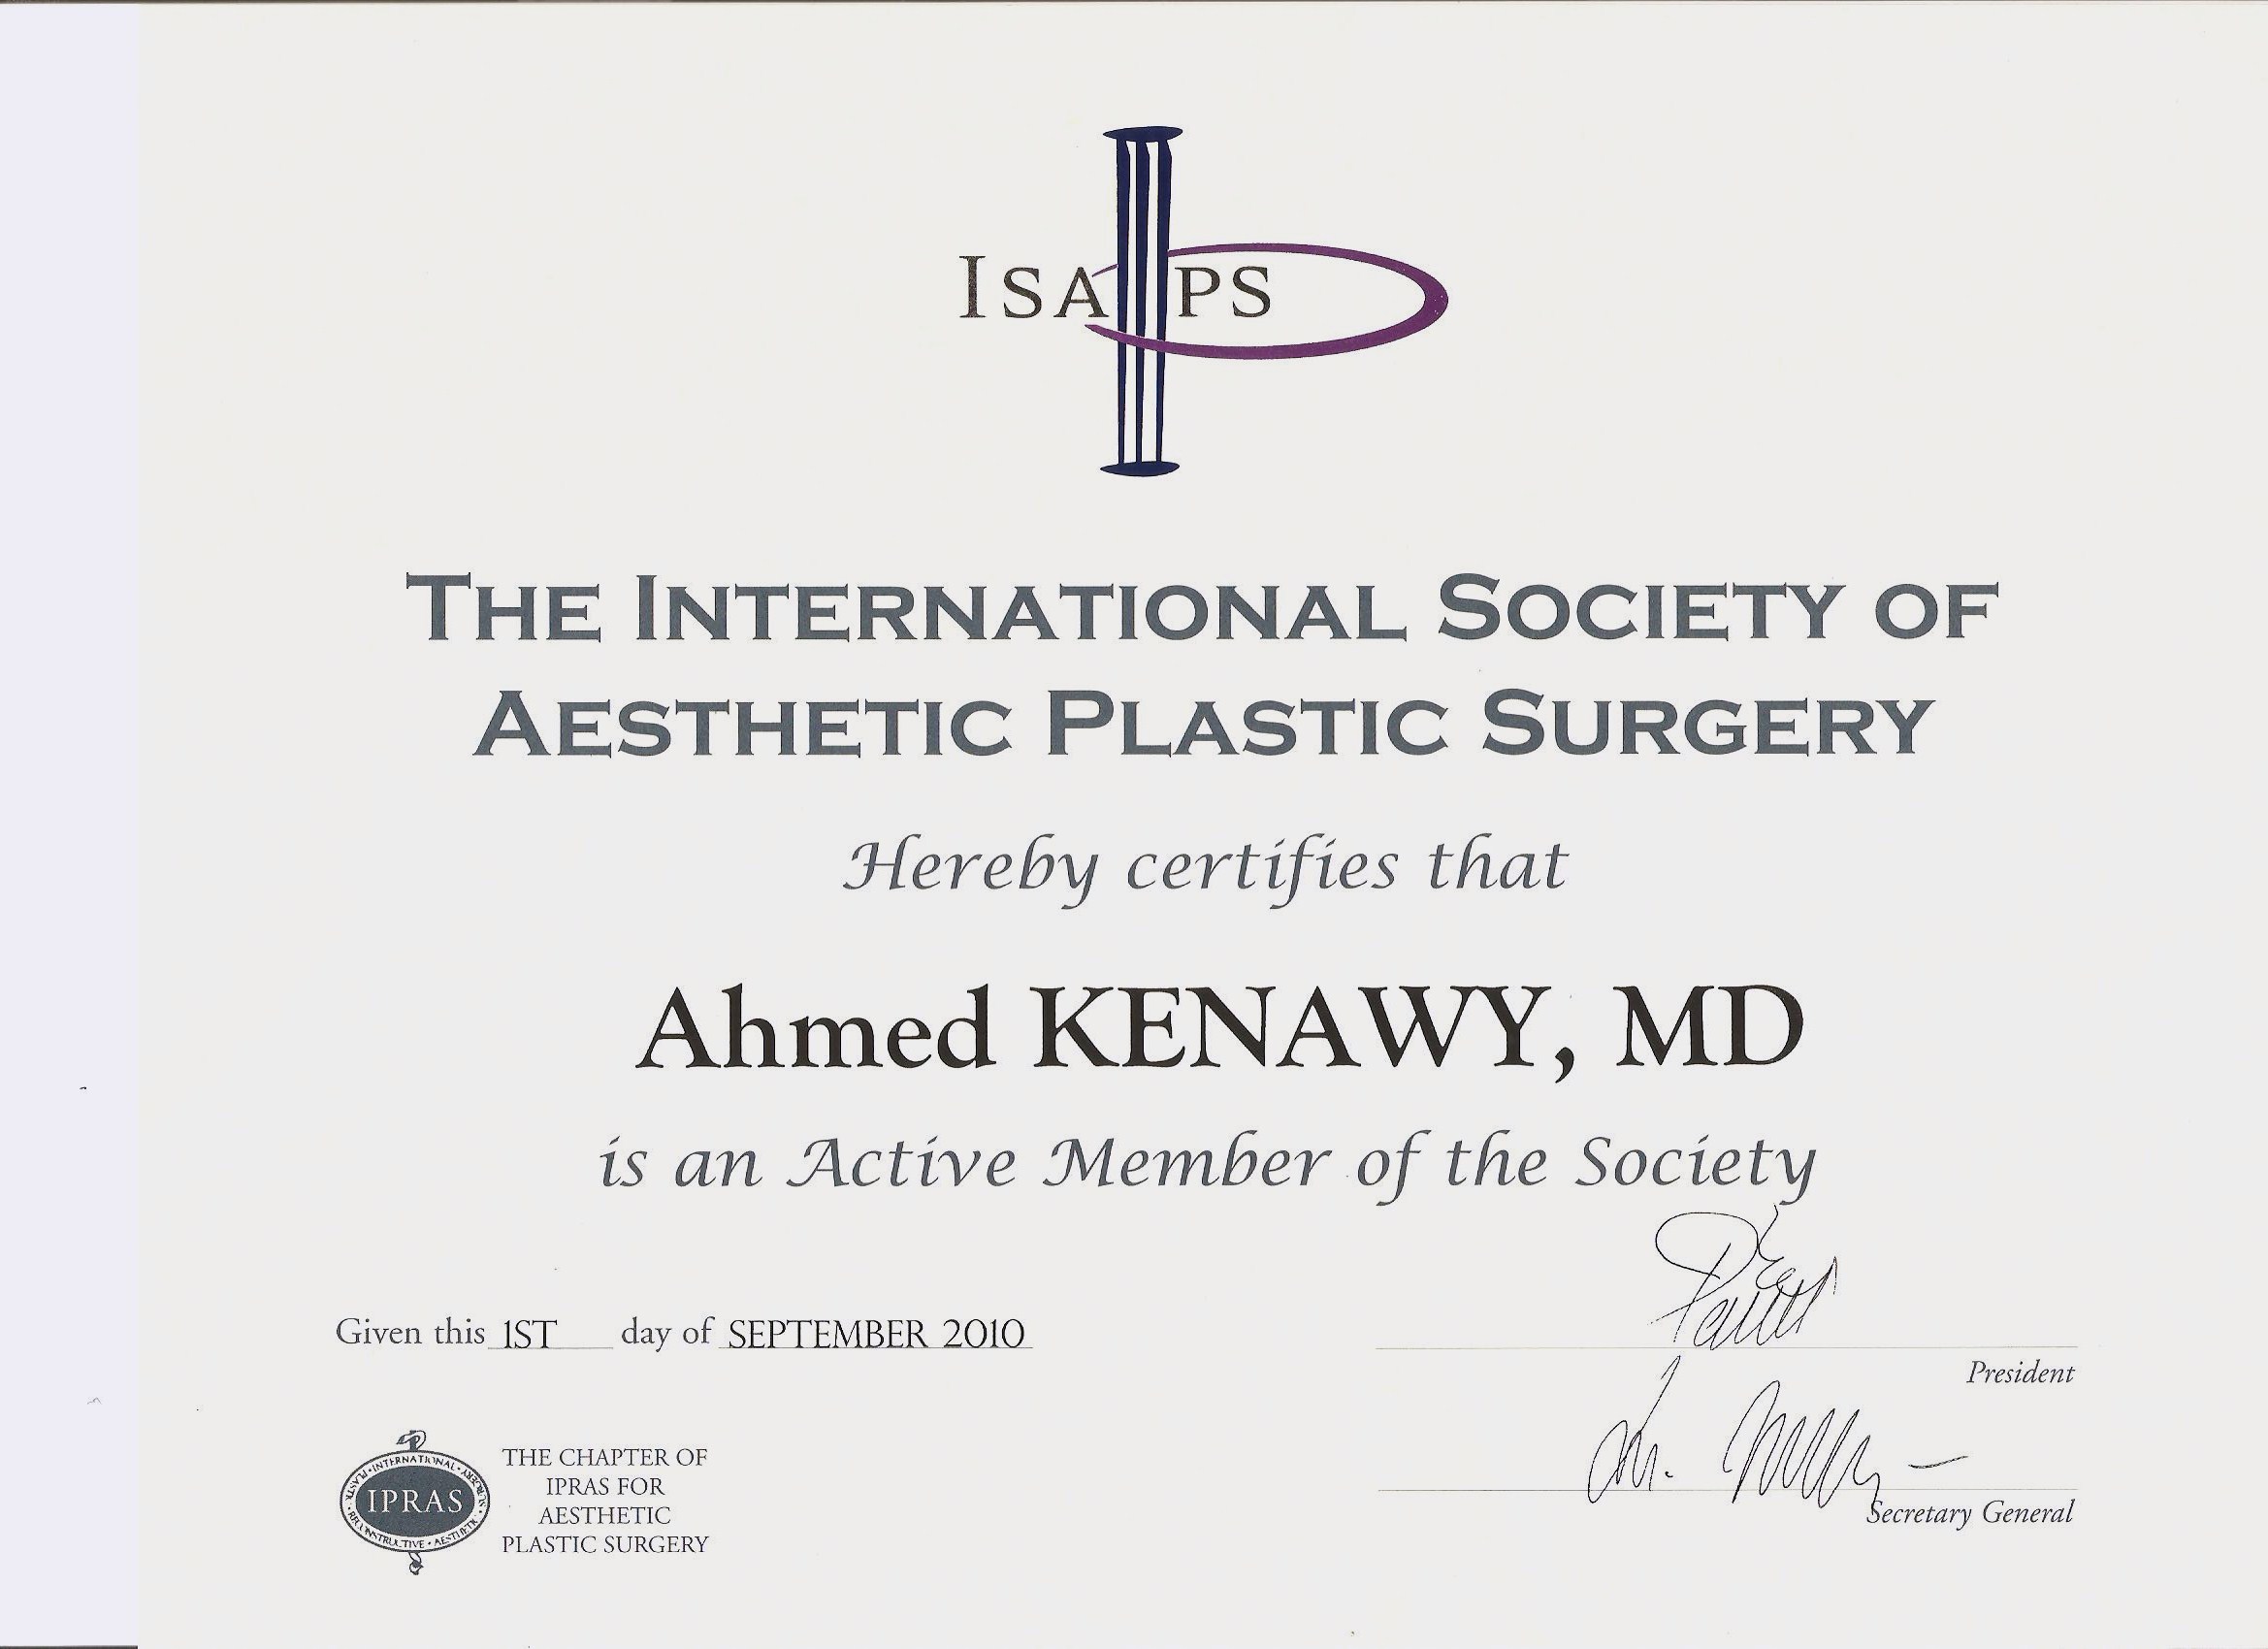 ISAPS
THE INTERNATIONAL SOCIETY OF
AESTHETIC PLASTIC SURGERY
Hereby certifies that
Ahmed KENAWY, MD
is an Active Member of the Society
Given this 1ST day of SEPTEMBER 2010
President
Secretary General
IPRAS
INTERNATIONAL · PLASTIC · RECONSTRUCTIVE · AESTHETIC · SURGERY
THE CHAPTER OF
IPRAS FOR
AESTHETIC
PLASTIC SURGERY